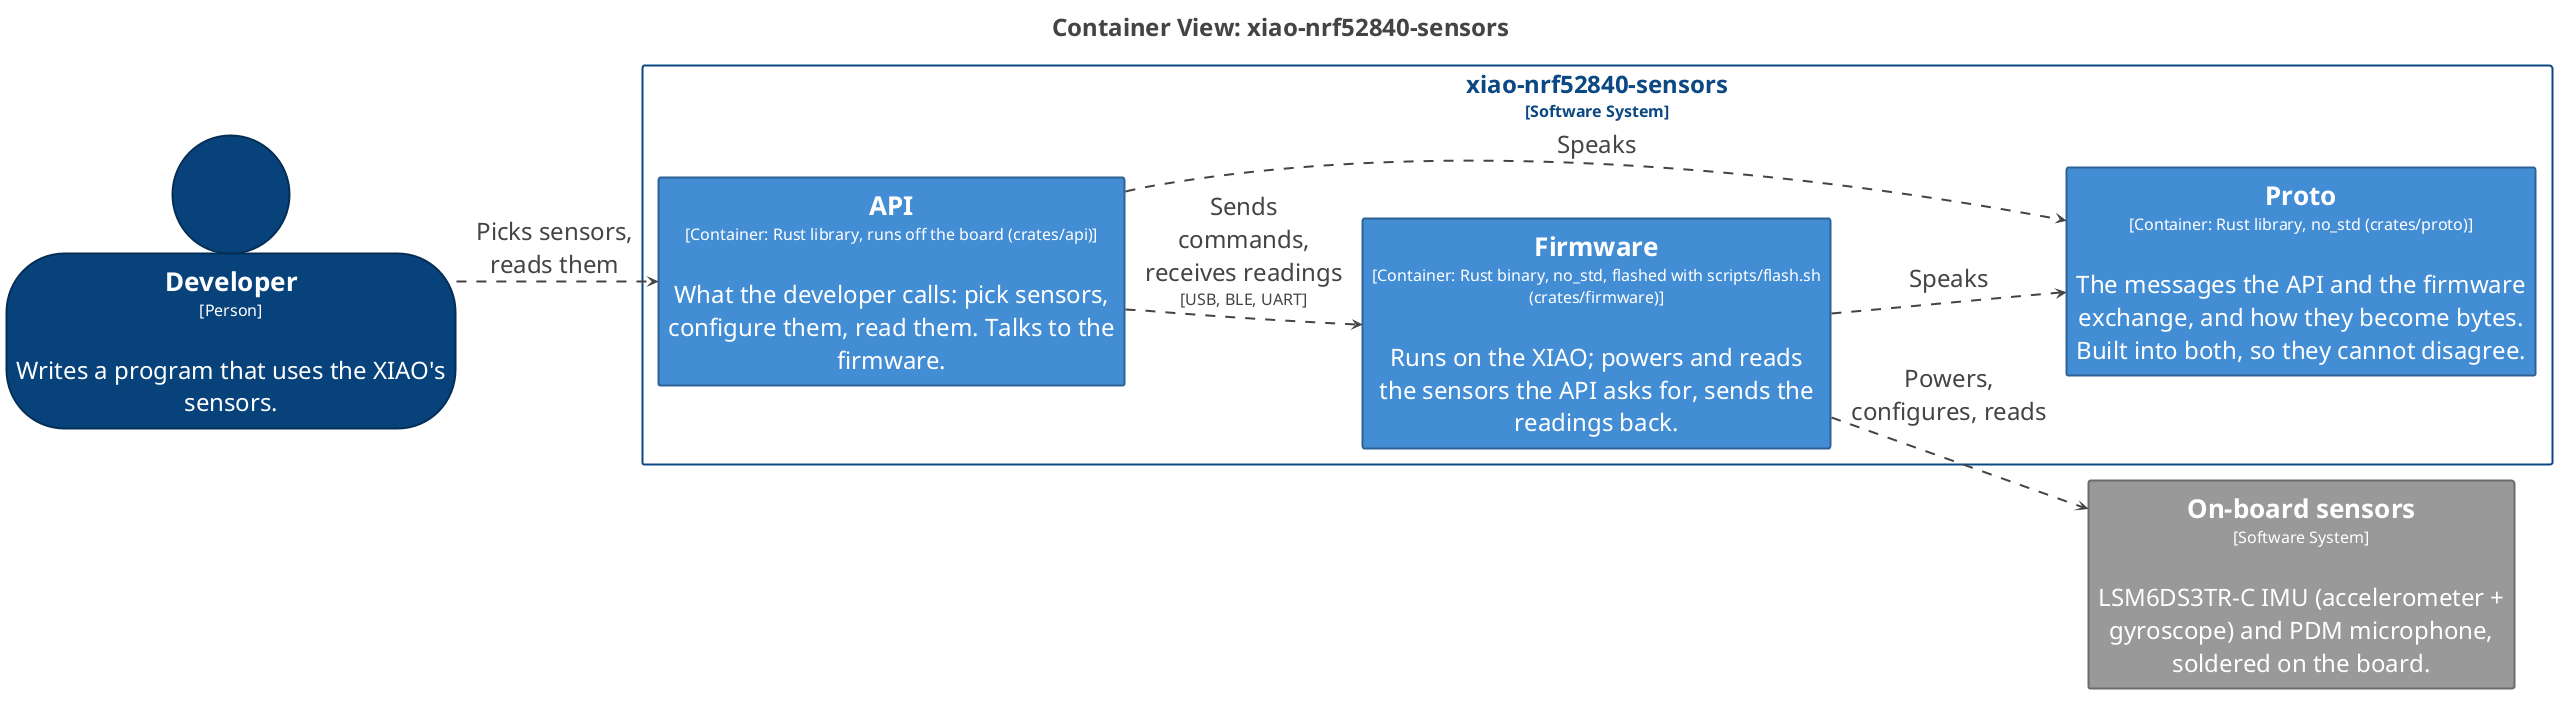 Container View: xiao-nrf52840-sensors
xiao-nrf52840-sensors
[Software System]
Developer
[Person]
Writes a program that uses the XIAO's
sensors.
Picks sensors,
reads them
API
[Container: Rust library, runs off the board (crates/api)]
What the developer calls: pick sensors,
configure them, read them. Talks to the
firmware.
Speaks
Sends
commands,
receives readings
[USB, BLE, UART]
Firmware
[Container: Rust binary, no_std, flashed with scripts/flash.sh
(crates/firmware)]
Runs on the XIAO; powers and reads
the sensors the API asks for, sends the
readings back.
Speaks
Powers,
configures, reads
Proto
[Container: Rust library, no_std (crates/proto)]
The messages the API and the firmware
exchange, and how they become bytes.
Built into both, so they cannot disagree.
On-board sensors
[Software System]
LSM6DS3TR-C IMU (accelerometer +
gyroscope) and PDM microphone,
soldered on the board.